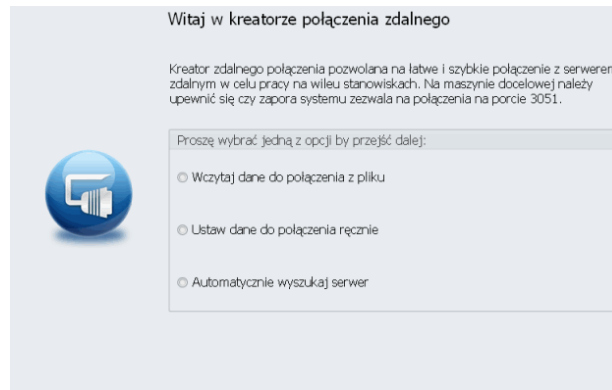 Witaj w kreatorze połączenia zdalnego
Kreator zdalnego połączenia pozwolana na łatwe i szybkie połączenie z serwerem
zdalnym w celu pracy na wileu stanowiskach. Na maszynie docelowej należy
upewnić się czy zapora systemu zezwala na połączenia na porcie 3051.
Proszę wybrać jedną z opcji by przejść dalej:
Wczytaj dane do połączenia z pliku
Ustaw dane do połączenia ręcznie
Automatycznie wyszukaj serwer